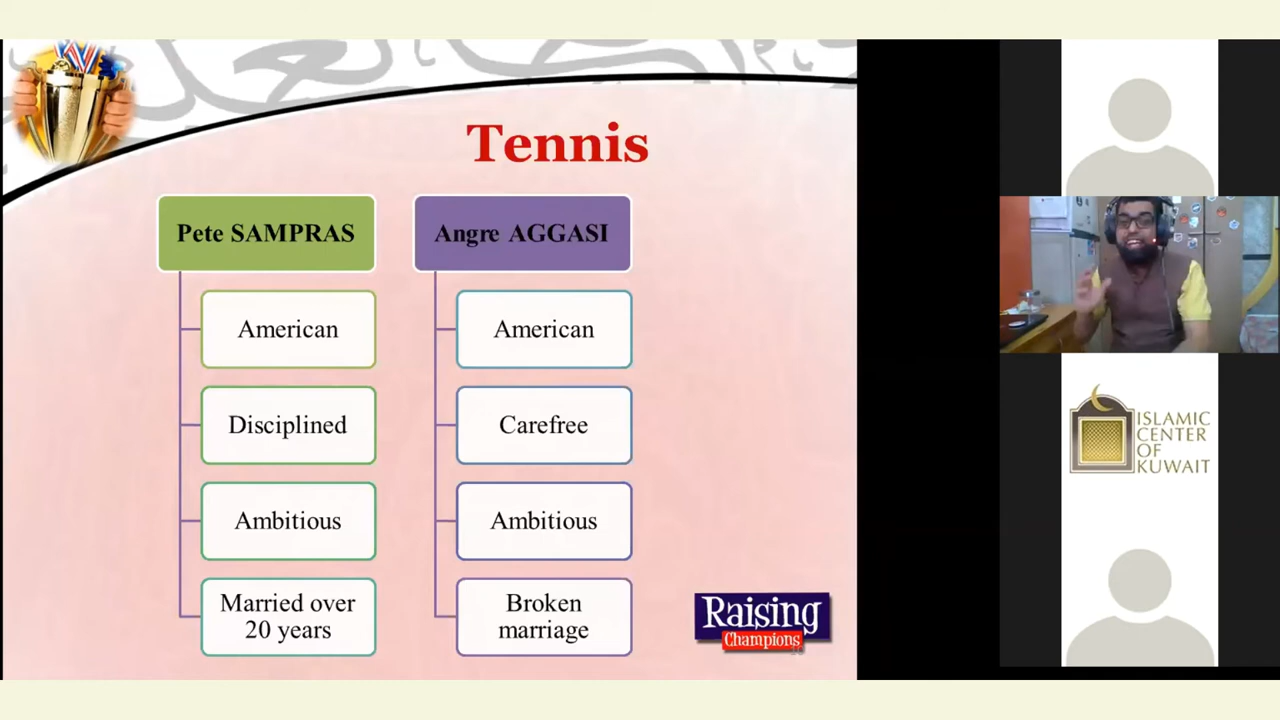 Tennis
Pete SAMPRAS
American
Disciplined
Ambitious
Married over
20 years
Angre AGGASI
American
Carefree
Ambitious
Broken
marriage
Raising
Champions
ISLAMIC
CENTER
OF
KUWAIT